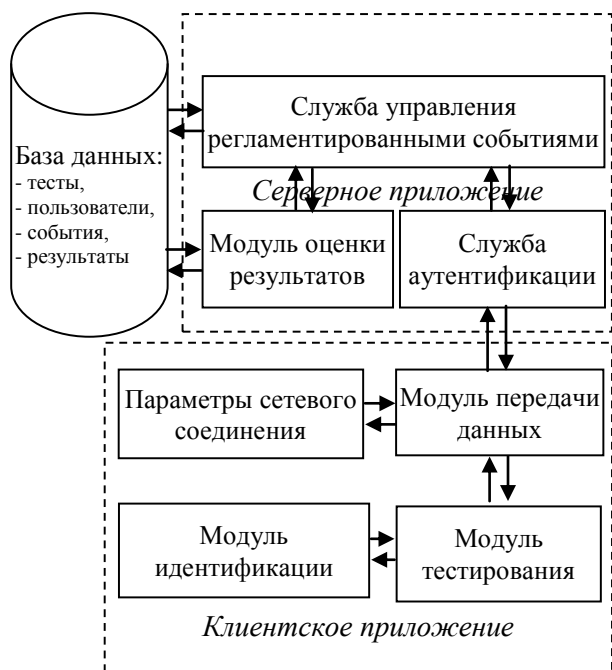 База данных:
- тесты,
- пользователи,
- события,
- результаты
Служба управления
регламентированными событиями
Серверное приложение
Модуль оценки
результатов
Служба
аутентификации
Параметры сетевого
соединения
Модуль передачи
данных
Модуль
идентификации
Модуль
тестирования
Клиентское приложение